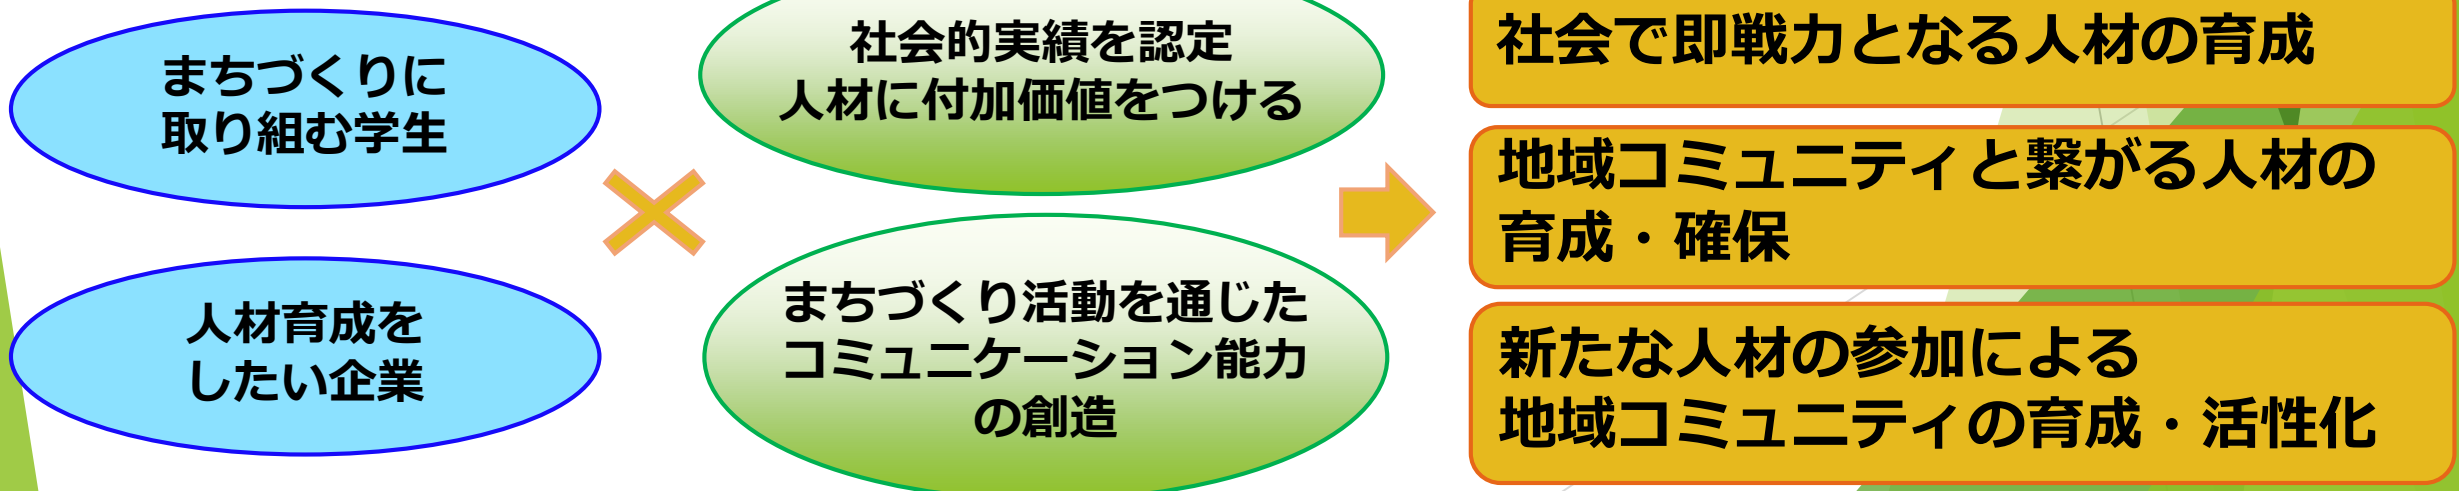 まちづくりに
取り組む学生
人材育成を
したい企業
社会的実績を認定
人材に付加価値をつける
まちづくり活動を通じた
コミュニケーション能力
の創造
社会で即戦力となる人材の育成
地域コミュニティと繋がる人材の
育成・確保
新たな人材の参加による
地域コミュニティの育成・活性化